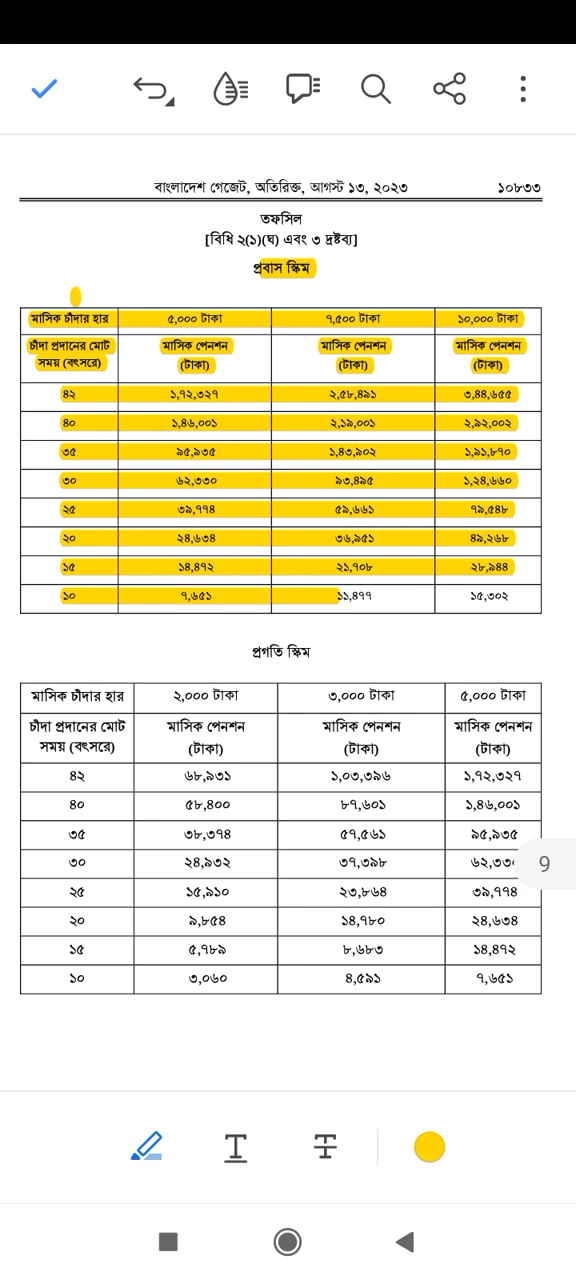 বাংলাদেশ গেজেট, অতিরিক্ত, আগস্ট ১৩, ২০২৩ ১০৮৩৩
তফসিল
[বিধি ২(১)(ঘ) এবং ৩ দ্রষ্টব্য]
প্রবাস স্কিম
মাসিক চাঁদার হার ৫,০০০ টাকা ৭,৫০০ টাকা ১০,০০০ টাকা
চাঁদা প্রদানের মোট মাসিক পেনশন মাসিক পেনশন মাসিক পেনশন
সময় (বৎসরে) (টাকা) (টাকা) (টাকা)
৪২ ১,৭২,৩২৭ ২,৫৮,৪৯১ ৩,৪৪,৬৫৫
৪০ ১,৪৬,০০১ ২,১৯,০০১ ২,৯২,০০২
৩৫ ৯৫,৯৩৫ ১,৪৩,৯০২ ১,৯১,৮৭০
৩০ ৬২,৩৩০ ৯৩,৪৯৫ ১,২৪,৬৬০
২৫ ৩৯,৭৭৪ ৫৯,৬৬১ ৭৯,৫৪৮
২০ ২৪,৬৩৪ ৩৬,৯৫১ ৪৯,২৬৮
১৫ ১৪,৪৭২ ২১,৭০৮ ২৮,৯৪৪
১০ ৭,৬৫১ ১১,৪৭৭ ১৫,৩০২
প্রগতি স্কিম
মাসিক চাঁদার হার ২,০০০ টাকা ৩,০০০ টাকা ৫,০০০ টাকা
চাঁদা প্রদানের মোট মাসিক পেনশন মাসিক পেনশন মাসিক পেনশন
সময় (বৎসরে) (টাকা) (টাকা) (টাকা)
৪২ ৬৮,৯৩১ ১,০৩,৩৯৬ ১,৭২,৩২৭
৪০ ৫৮,৪০০ ৮৭,৬০১ ১,৪৬,০০১
৩৫ ৩৮,৩৭৪ ৫৭,৫৬১ ৯৫,৯৩৫
৩০ ২৪,৯৩২ ৩৭,৩৯৮ 9
২৫ ১৫,৯১০ ২৩,৮৬৪ ৩৯,৭৭৪
২০ ৯,৮৫৪ ১৪,৭৮০ ২৪,৬৩৪
১৫ ৫,৭৮৯ ৮,৬৮৩ ১৪,৪৭২
১০ ৩,০৬০ ৪,৫৯১ ৭,৬৫১